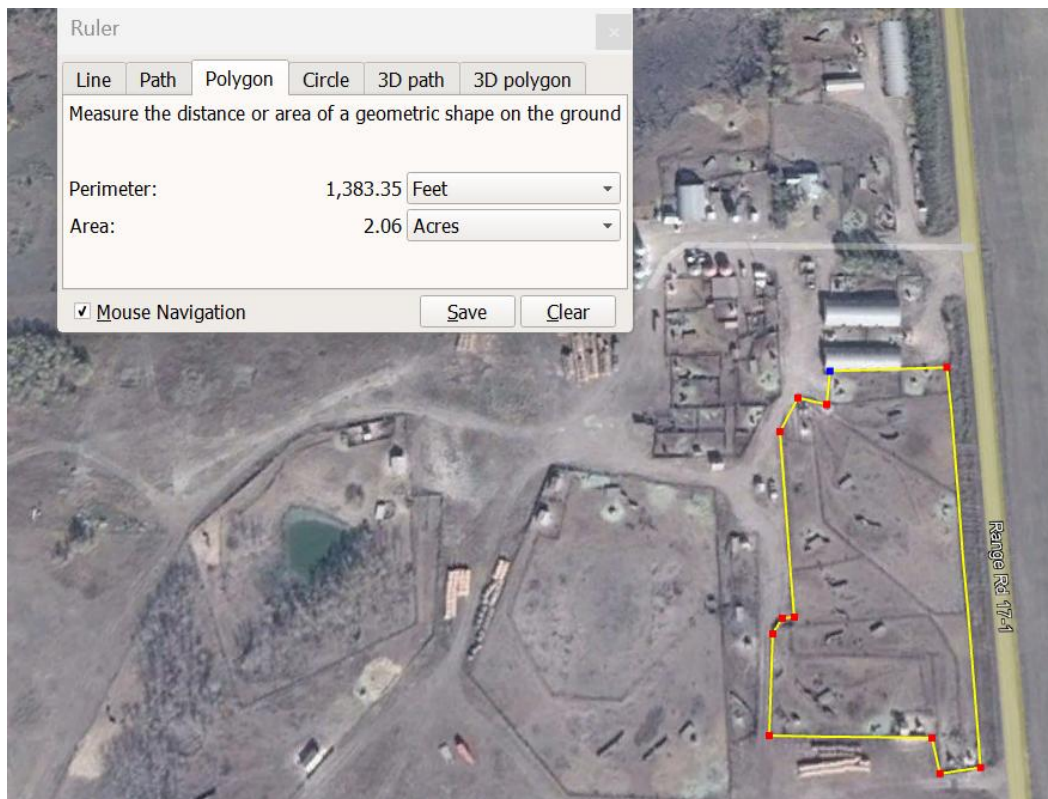 Ruler
Line Path Polygon Circle 3D path 3D polygon
Measure the distance or area of a geometric shape on the ground
Perimeter: 1,383.35 Feet
Area: 2.06 Acres
Mouse Navigation Save Clear
Range Rd 17-1